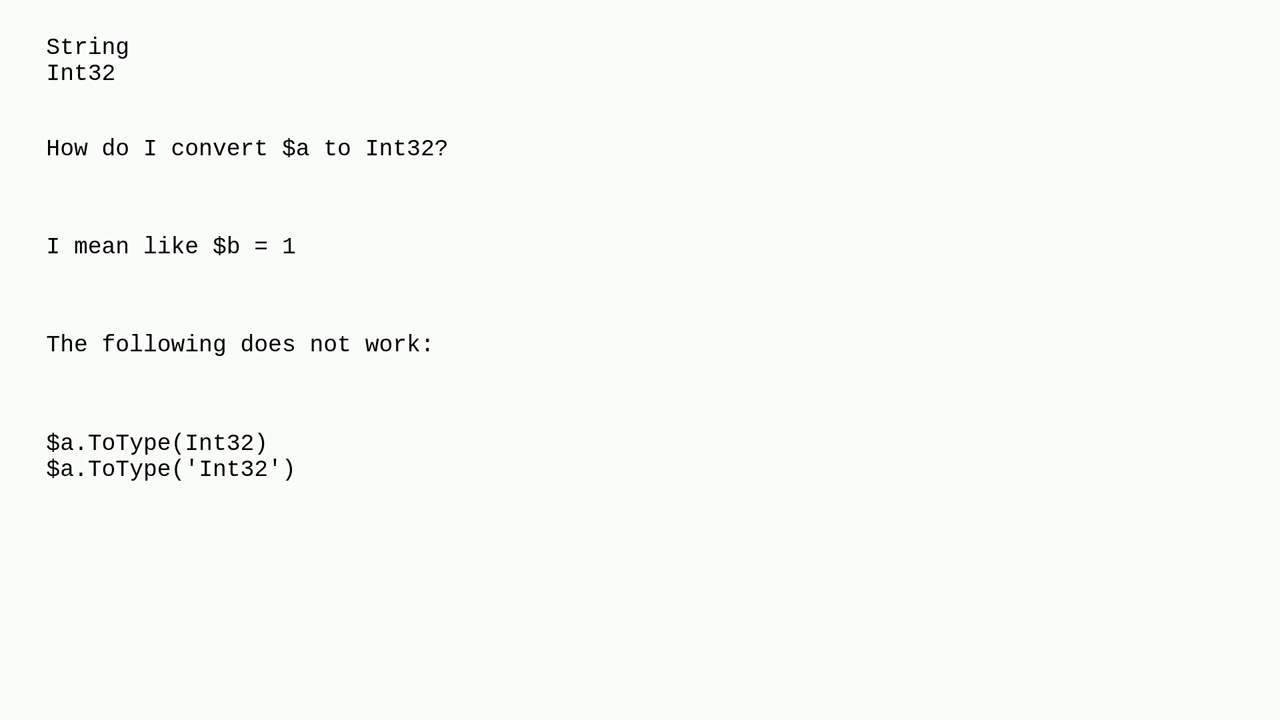 String
Int32
How do I convert $a to Int32?
I mean like $b = 1
The following does not work:
$a.ToType(Int32)
$a.ToType('Int32')